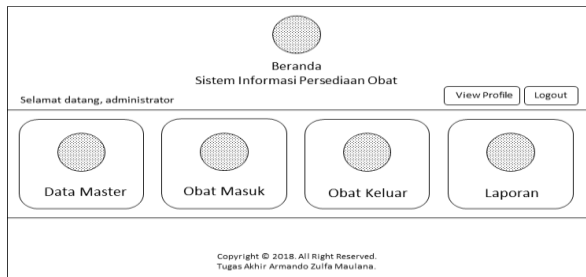 Beranda
Sistem Informasi Persediaan Obat
Selamat datang, administrator
View Profile
Logout
Data Master
Obat Masuk
Obat Keluar
Laporan
Copyright © 2018. All Right Reserved.
Tugas Akhir Armando Zulfa Maulana.